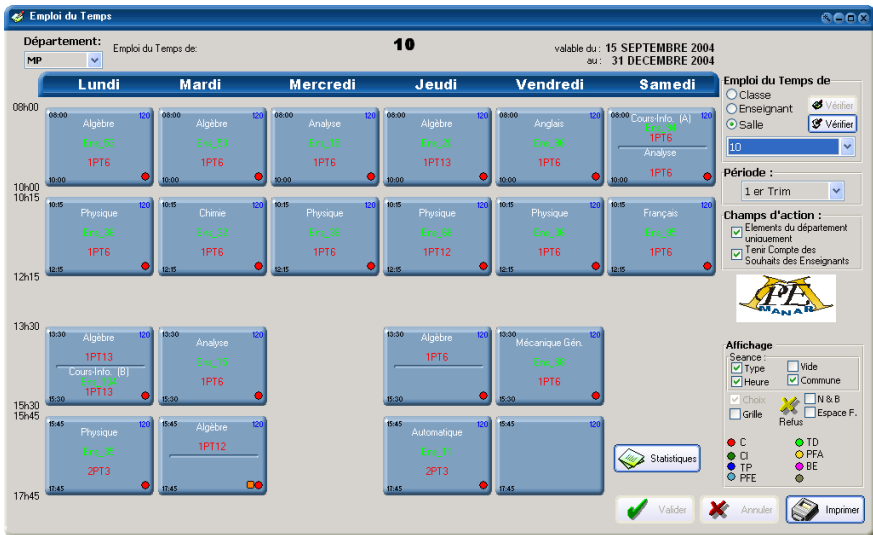 Emploi du Temps
Département:
MP
Emploi du Temps de:
10
valable du : 15 SEPTEMBRE 2004
au : 31 DECEMBRE 2004
Lundi Mardi Mercredi Jeudi Vendredi Samedi
08h00
08:00 120 08:00 120 08:00 120 08:00 120 08:00 120 08:00 Cours-Info. (A) 120
Algèbre Algèbre Analyse Algèbre Anglais
1PT6
Analyse
1PT6 1PT6 1PT6 1PT13 1PT6 1PT6
10:00 10:00 10:00 10:00 10:00 10:00
10h00
10h15
10:15 120 10:15 120 10:15 120 10:15 120 10:15 120 10:15 120
Physique Chimie Physique Physique Physique Français
1PT6 1PT6 1PT6 1PT12 1PT6 1PT6
12:15 12:15 12:15 12:15 12:15 12:15
12h15
13h30
13:30 120 13:30 120 13:30 120 13:30 120
Algèbre Analyse Algèbre Mécanique Gén.
1PT13 1PT6
Cours-Info. (B)
1PT13 1PT6 1PT6
15:30 15:30 15:30 15:30
15h30
15h45
15:45 120 15:45 120 15:45 120 15:45 120
Physique Algèbre Automatique
1PT12
2PT3 2PT3
17:45 17:45 17:45 17:45
17h45
Emploi du Temps de
Classe
Enseignant
Salle
Vérifier
Vérifier
10
Période :
1 er Trim
Champs d'action :
Elements du département
uniquement
Tenir Compte des
Souhaits des Enseignants
MANAR
Affichage
Seance :
Type Vide
Heure Commune
Choix N & B
Grille Refus Espace F.
C TD
CI PFA
TP BE
PFE
Statistiques
Valider Annuler Imprimer